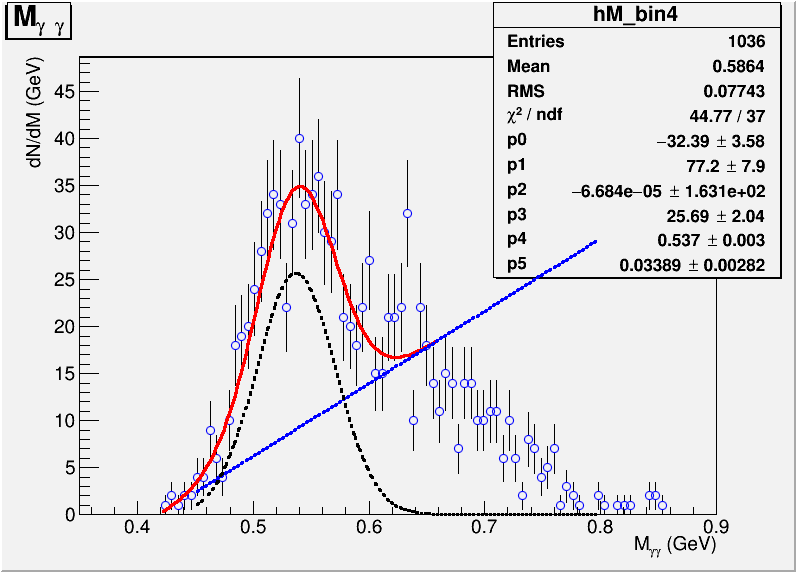 Mγ γ
hM_bin4
Entries 1036
Mean 0.5864
RMS 0.07743
χ² / ndf 44.77 / 37
p0 −32.39 ± 3.58
p1 77.2 ± 7.9
p2 −6.684e−05 ± 1.631e+02
p3 25.69 ± 2.04
p4 0.537 ± 0.003
p5 0.03389 ± 0.00282
dN/dM (GeV)
45
40
35
30
25
20
15
10
5
0
0.4 0.5 0.6 0.7 0.8 0.9
Mγγ (GeV)